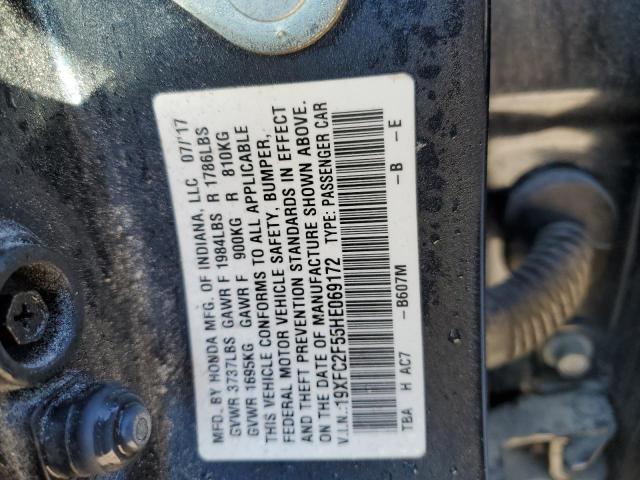 MFD. BY HONDA MFG. OF INDIANA, LLC 07/17
GVWR 3737LBS GAWR F 1984LBS R 1786LBS
GVWR 1695KG GAWR F 900KG R 810KG
THIS VEHICLE CONFORMS TO ALL APPLICABLE
FEDERAL MOTOR VEHICLE SAFETY, BUMPER,
AND THEFT PREVENTION STANDARDS IN EFFECT
ON THE DATE OF MANUFACTURE SHOWN ABOVE.
V.I.N.:19XFC2F55HE069172 TYPE: PASSENGER CAR
-B607M -B -E
TBA H AC7